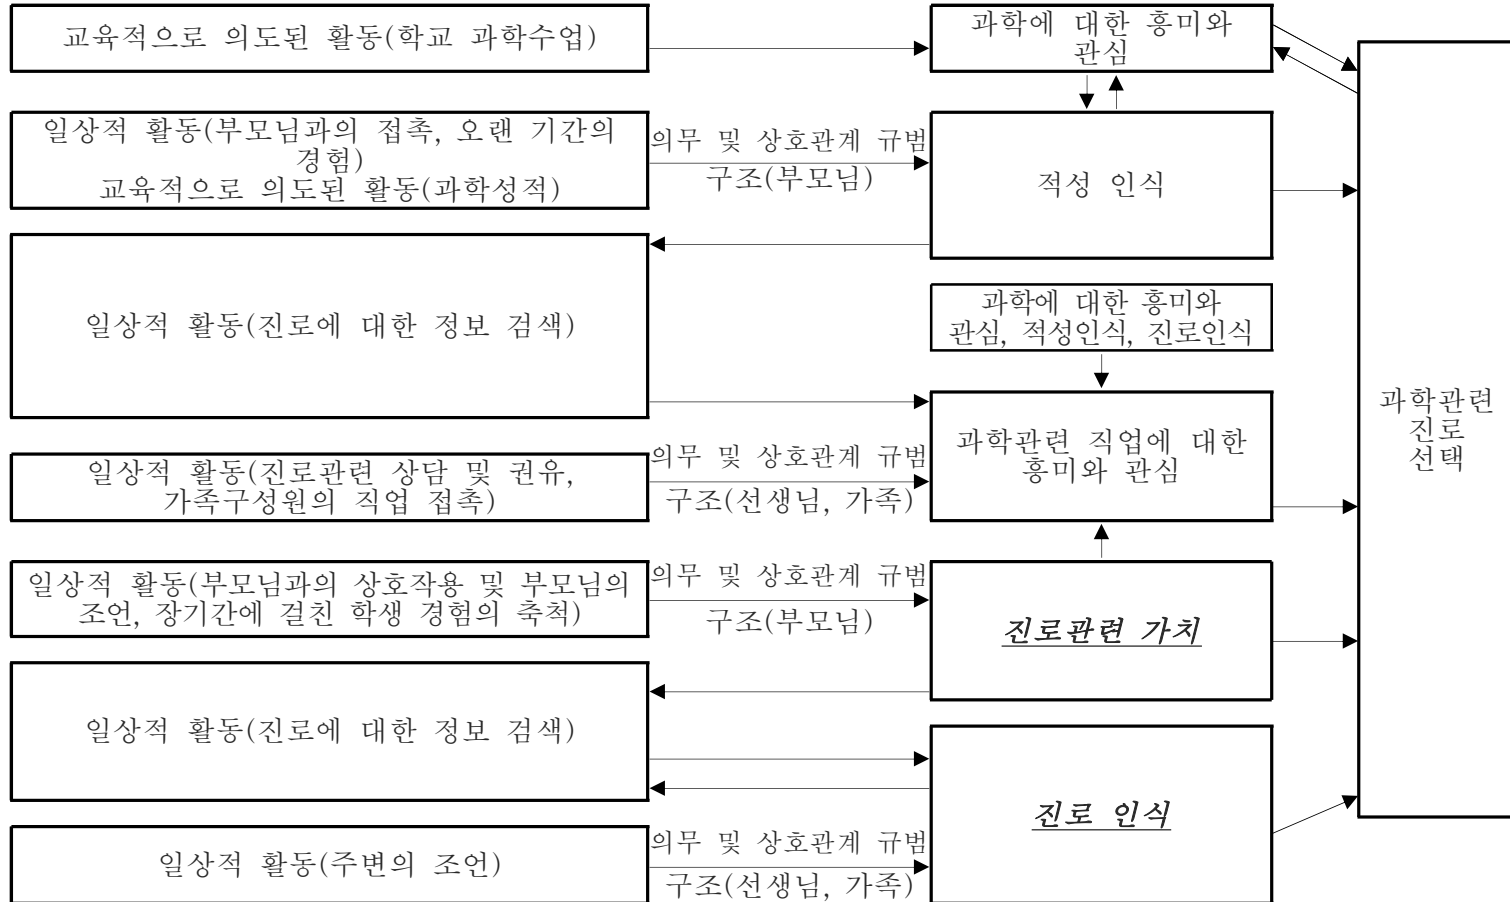 교육적으로 의도된 활동(학교 과학수업)
과학에 대한 흥미와
관심
일상적 활동(부모님과의 접촉, 오랜 기간의
경험)
교육적으로 의도된 활동(과학성적)
의무 및 상호관계 규범
구조(부모님)
적성 인식
일상적 활동(진로에 대한 정보 검색)
과학에 대한 흥미와
관심, 적성인식, 진로인식
과학관련 직업에 대한
흥미와 관심
일상적 활동(진로관련 상담 및 권유,
가족구성원의 직업 접촉)
의무 및 상호관계 규범
구조(선생님, 가족)
일상적 활동(부모님과의 상호작용 및 부모님의
조언, 장기간에 걸친 학생 경험의 축척)
의무 및 상호관계 규범
구조(부모님)
진로관련 가치
일상적 활동(진로에 대한 정보 검색)
진로 인식
일상적 활동(주변의 조언)
의무 및 상호관계 규범
구조(선생님, 가족)
과학관련
진로
선택